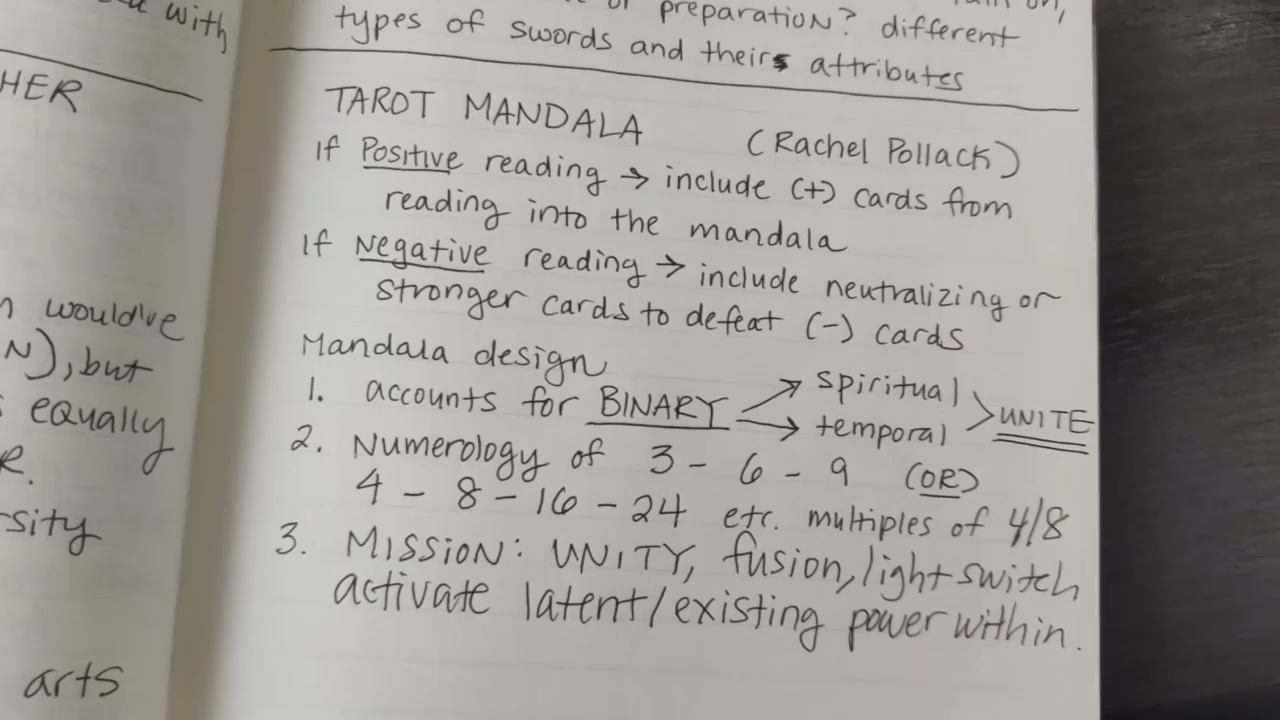 with
HER
would've
N), but
equally
R.
arts
preparation? different
types of swords and theirs attributes
TAROT MANDALA (Rachel Pollack)
If Positive reading → include (+) cards from
reading into the mandala
If Negative reading → include neutralizing or
stronger cards to defeat (-) cards
Mandala design
1. accounts for BINARY → spiritual
→ temporal > UNITE
2. Numerology of 3 - 6 - 9 (OR)
4 - 8 - 16 - 24 etc. multiples of 4/8
3. MISSION: UNITY, fusion, light switch
activate latent/existing power within.